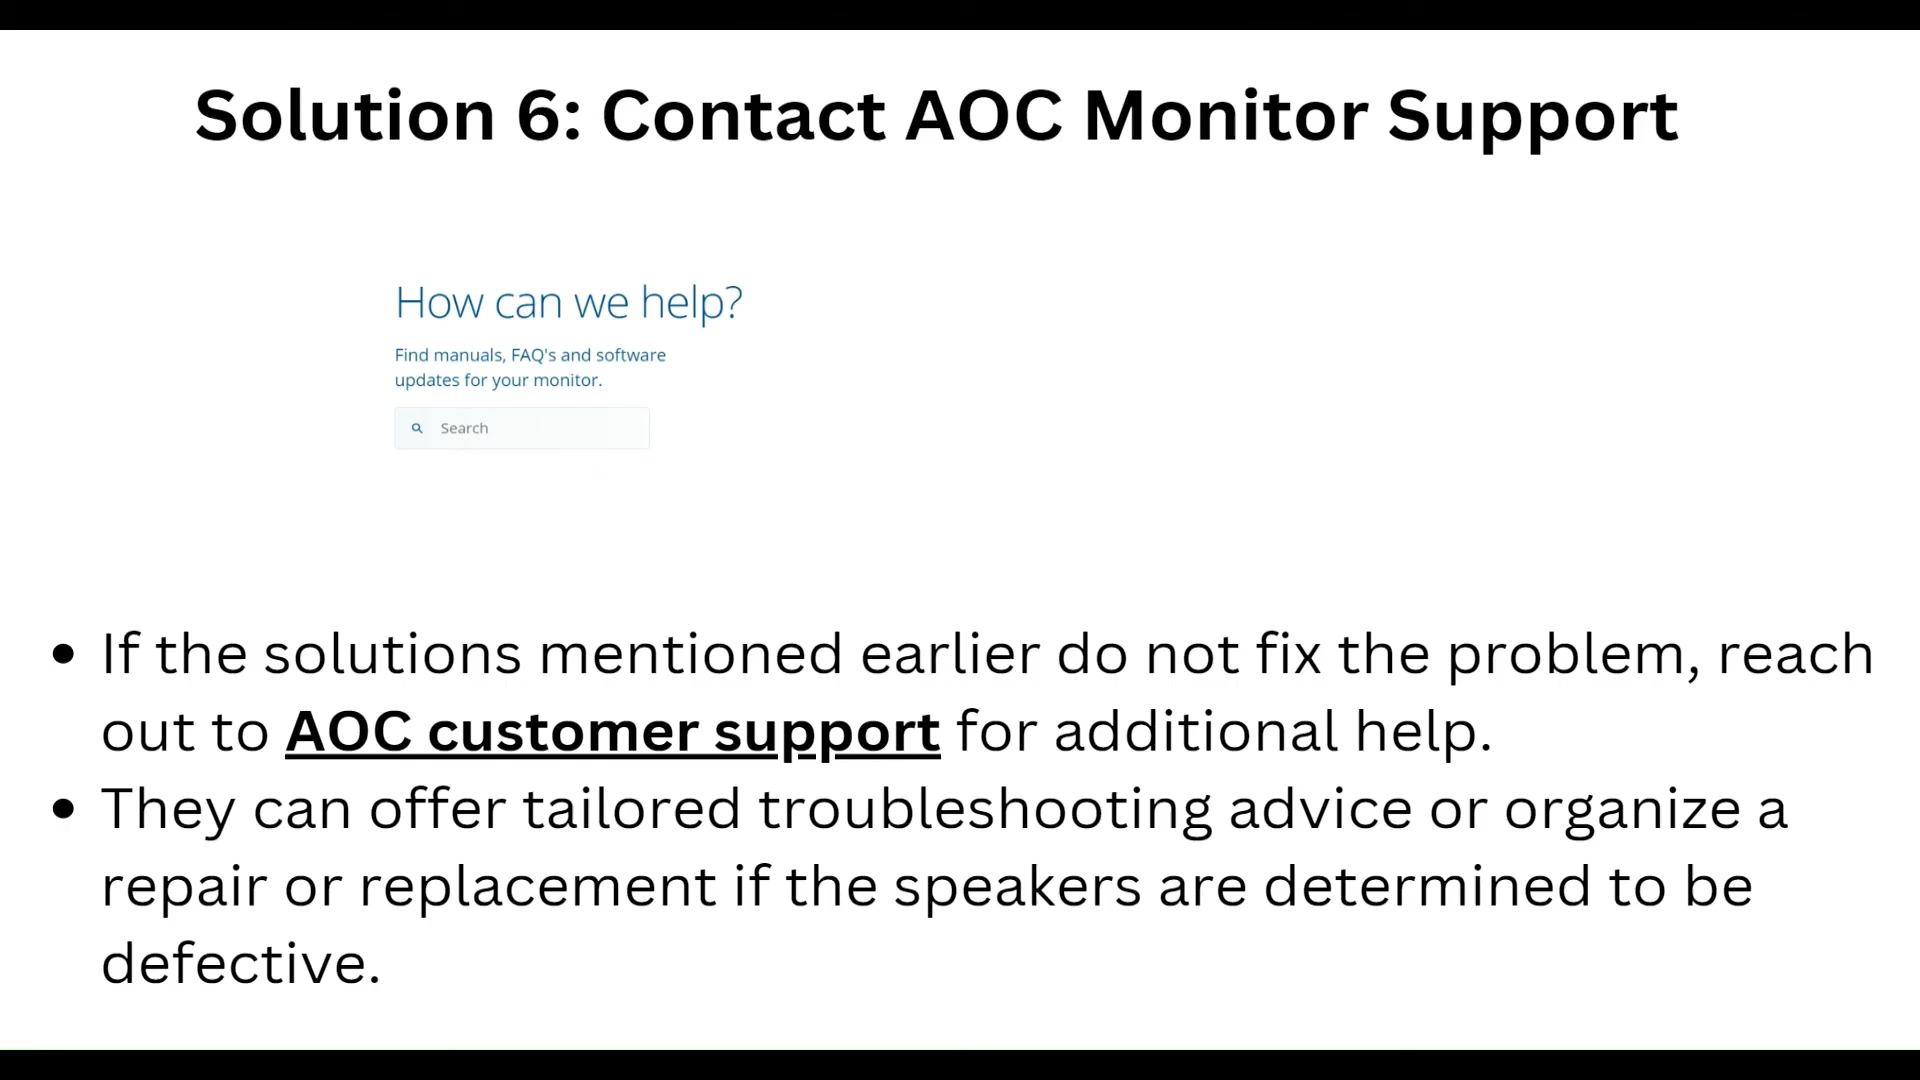 Solution 6: Contact AOC Monitor Support
How can we help?
Find manuals, FAQ's and software
updates for your monitor.
Search
• If the solutions mentioned earlier do not fix the problem, reach
out to AOC customer support for additional help.
• They can offer tailored troubleshooting advice or organize a
repair or replacement if the speakers are determined to be
defective.